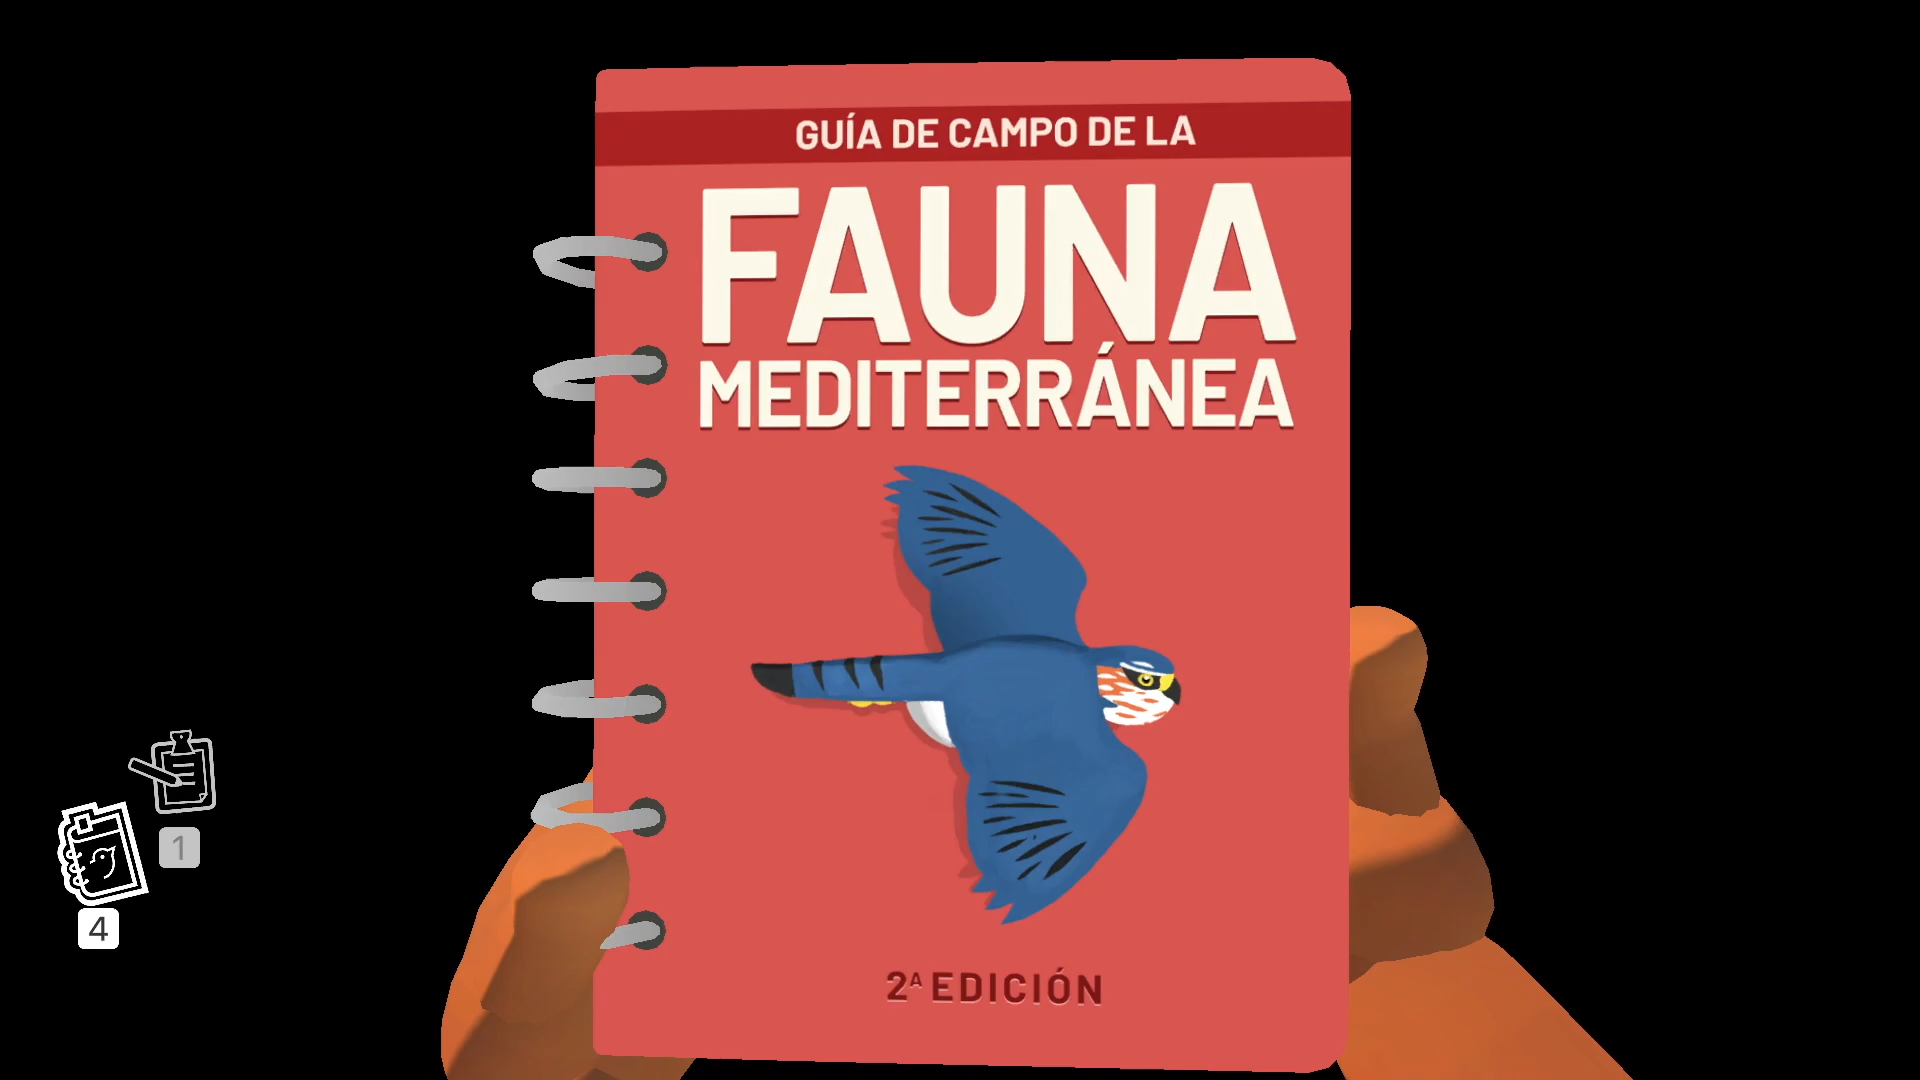 GUÍA DE CAMPO DE LA
FAUNA
MEDITERRÁNEA
2ᴬ EDICIÓN
1
4